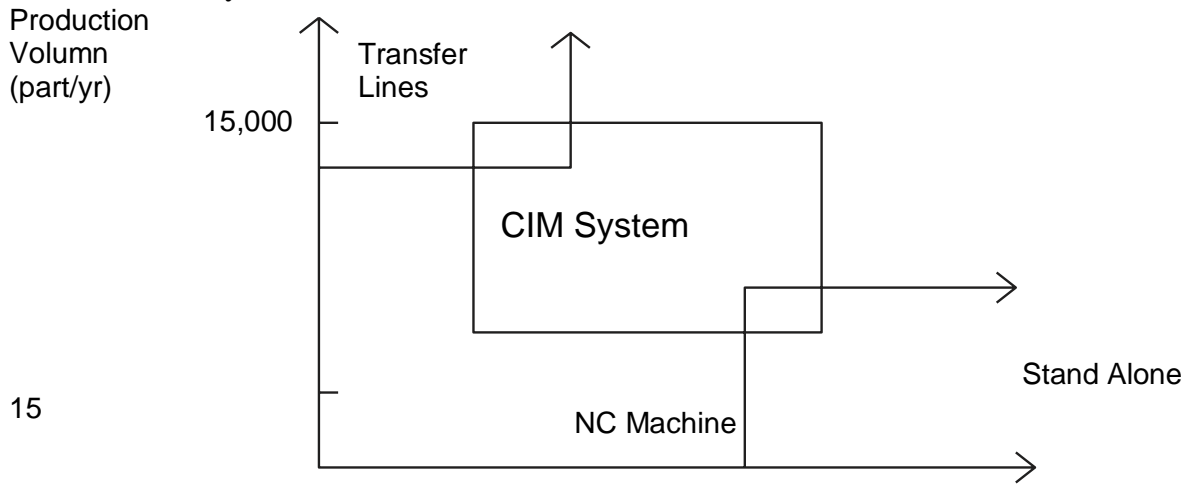 Production
Volumn
(part/yr)
Transfer
Lines
15,000
CIM System
Stand Alone
15
NC Machine